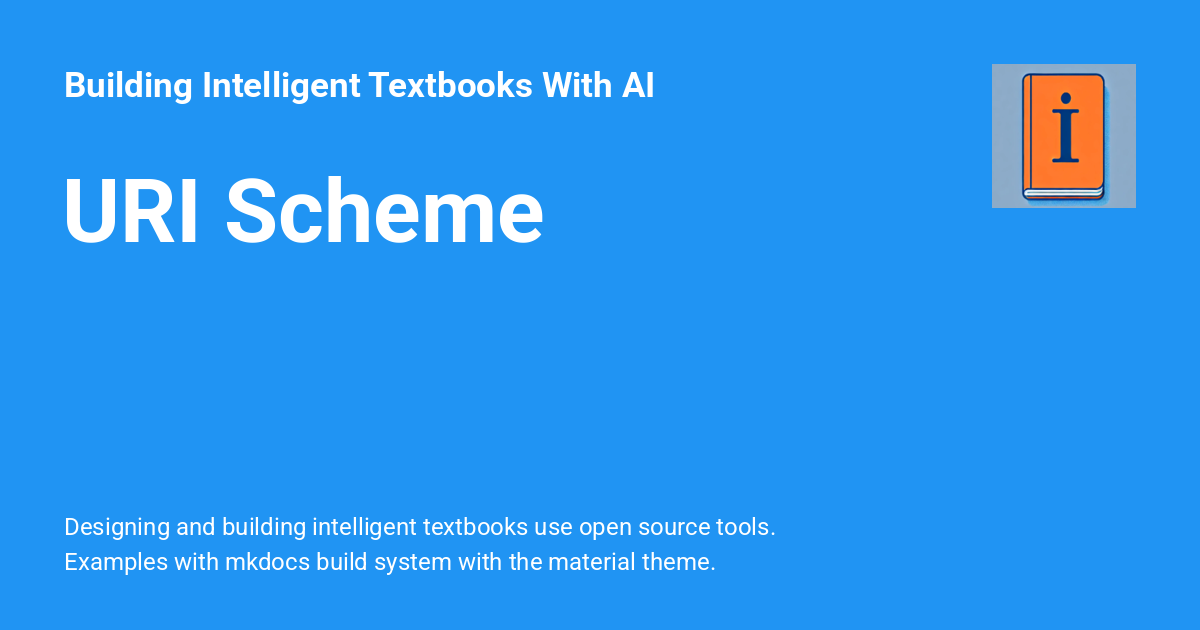 Building Intelligent Textbooks With AI
URI Scheme
i
Designing and building intelligent textbooks use open source tools.
Examples with mkdocs build system with the material theme.